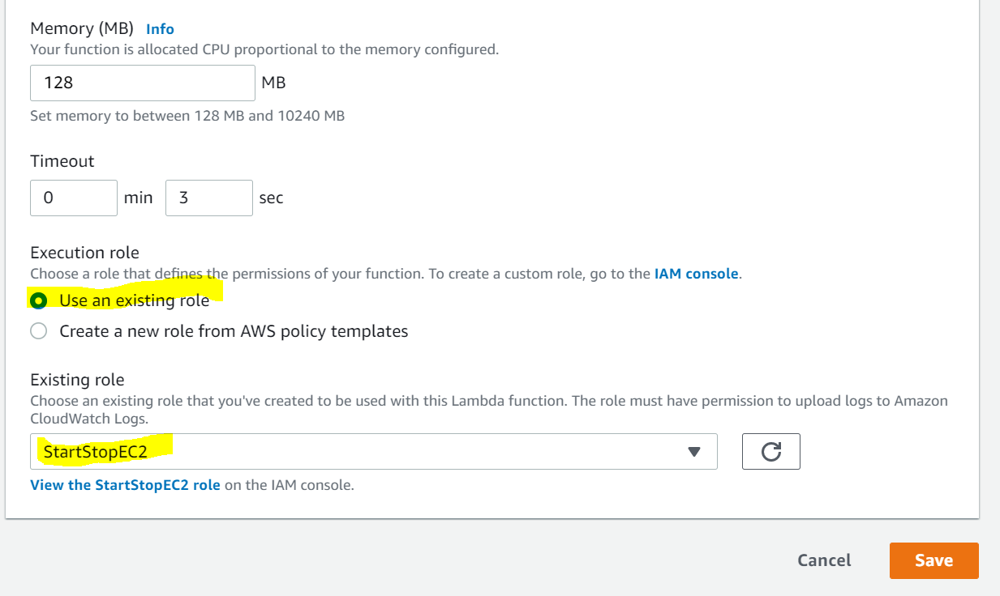 Memory (MB) Info
Your function is allocated CPU proportional to the memory configured.
128 MB
Set memory to between 128 MB and 10240 MB
Timeout
0 min 3 sec
Execution role
Choose a role that defines the permissions of your function. To create a custom role, go to the IAM console.
Use an existing role
Create a new role from AWS policy templates
Existing role
Choose an existing role that you've created to be used with this Lambda function. The role must have permission to upload logs to Amazon
CloudWatch Logs.
StartStopEC2
View the StartStopEC2 role on the IAM console.
Cancel Save